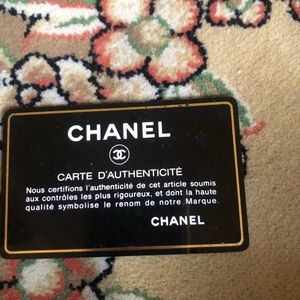 CHANEL
CARTE D'AUTHENTICITÉ
Nous certifions l'authenticité de cet article soumis
aux contrôles les plus rigoureux, et dont la haute
qualité symbolise le renom de notre Marque.
CHANEL